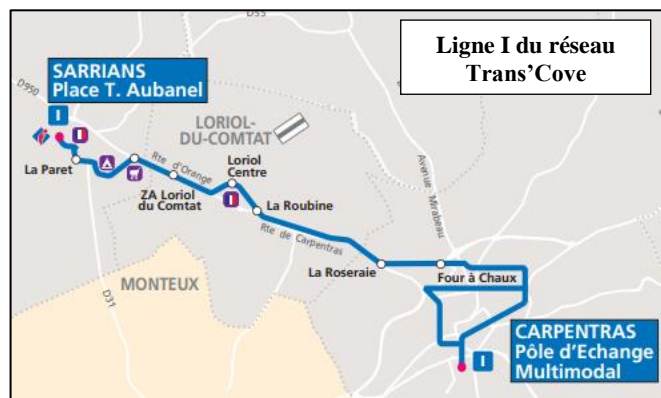 D55
Ligne I du réseau
Trans'Cove
SARRIANS
Place T. Aubanel
I
D950
LORIOL-
DU-COMTAT
La Paret
Rte d'Orange
Loriol
Centre
ZA Loriol
du Comtat
La Roubine
Avenue Mirabeau
Rte de Carpentras
La Roseraie
Four à Chaux
MONTEUX
D31
CARPENTRAS
Pôle d'Echange
Multimodal
I